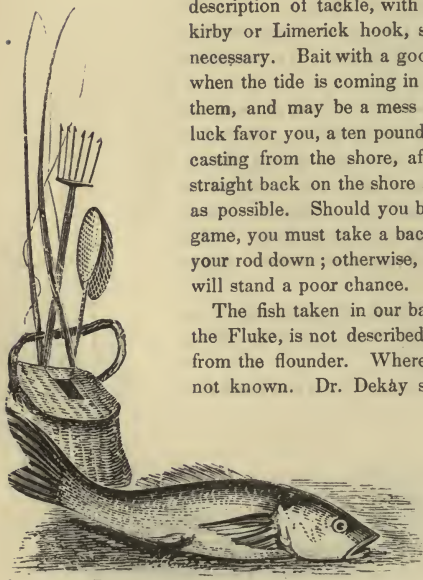 description of tackle, with
kirby or Limerick hook, s
necessary. Bait with a goo
when the tide is coming in
them, and may be a mess
luck favor you, a ten pound
casting from the shore, af
straight back on the shore
as possible. Should you b
game, you must take a bac
your rod down ; otherwise,
will stand a poor chance.
The fish taken in our ba
the Fluke, is not described
from the flounder. Where
not known. Dr. Dekay s